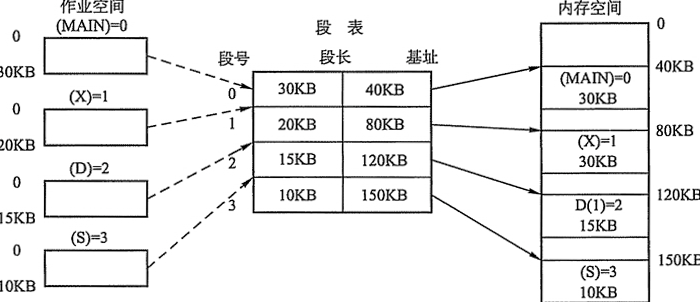 作业空间
(MAIN)=0
0
30KB
(X)=1
0
20KB
(D)=2
0
15KB
(S)=3
0
10KB
段 表
段号 段长 基址
0 30KB 40KB
1 20KB 80KB
2 15KB 120KB
3 10KB 150KB
内存空间
0
40KB
(MAIN)=0
30KB
80KB
(X)=1
30KB
120KB
D(1)=2
15KB
150KB
(S)=3
10KB